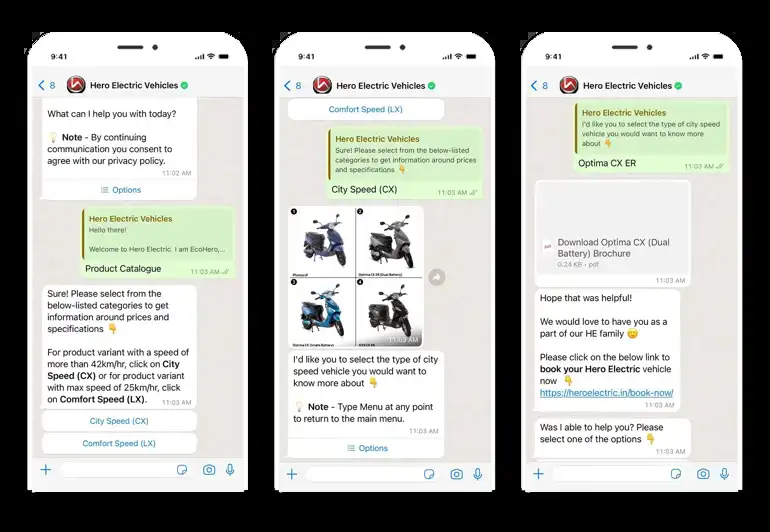 9:41
8 Hero Electric Vehicles
What can I help you with today?
💡 Note - By continuing
communication you consent to
agree with our privacy policy.
11:02 AM
Options
Hero Electric Vehicles
Hello there!
Welcome to Hero Electric. I am EcoHero,...
Product Catalogue
11:03 AM
Sure! Please select from the
below-listed categories to get
information around prices and
specifications 👇
For product variant with a speed of
more than 42km/hr, click on
City Speed (CX) or for product variant
with max speed of 25km/hr, click
on Comfort Speed (LX).
11:03 AM
City Speed (CX)
Comfort Speed (LX)
9:41
8 Hero Electric Vehicles
Comfort Speed (LX)
Hero Electric Vehicles
Sure! Please select from the below-listed
categories to get information around prices
and specifications 👇
City Speed (CX)
11:03 AM
1
2
Photon LP
Optima CX ER (Dual Battery)
3
4
11:03 AM
I'd like you to select the type of city
speed vehicle you would want to
know more about 👇
💡 Note - Type Menu at any point
to return to the main menu.
11:03 AM
Options
9:41
8 Hero Electric Vehicles
Hero Electric Vehicles
I'd like you to select the type of city speed
vehicle you would want to know more
about 👇
Optima CX ER
11:03 AM
Download Optima CX (Dual
Battery) Brochure
0.24 KB • pdf
11:03 AM
Hope that was helpful!
We would love to have you as a
part of our HE family 😊
Please click on the below link to
book your Hero Electric vehicle
now 👇
https://heroelectric.in/book-now/
11:03 AM
Was I able to help you? Please
select one of the options 👇
11:03 AM